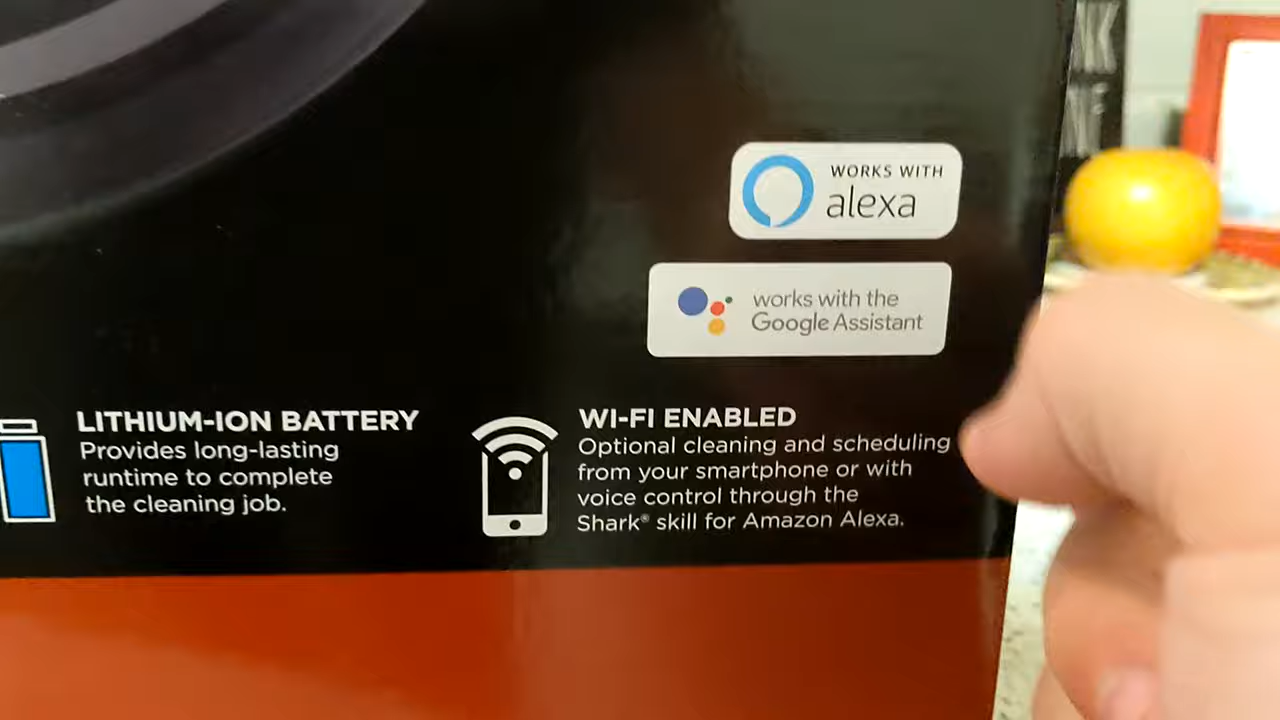 WORKS WITH
alexa
works with the
Google Assistant
LITHIUM-ION BATTERY
Provides long-lasting
runtime to complete
the cleaning job.
WI-FI ENABLED
Optional cleaning and scheduling
from your smartphone or with
voice control through the
Shark® skill for Amazon Alexa.